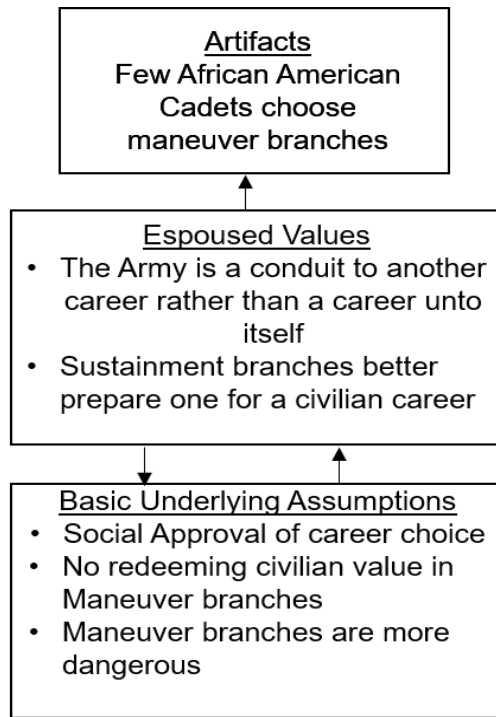 Artifacts
Few African American
Cadets choose
maneuver branches
Espoused Values
• The Army is a conduit to another
career rather than a career unto
itself
• Sustainment branches better
prepare one for a civilian career
Basic Underlying Assumptions
• Social Approval of career choice
• No redeeming civilian value in
Maneuver branches
• Maneuver branches are more
dangerous